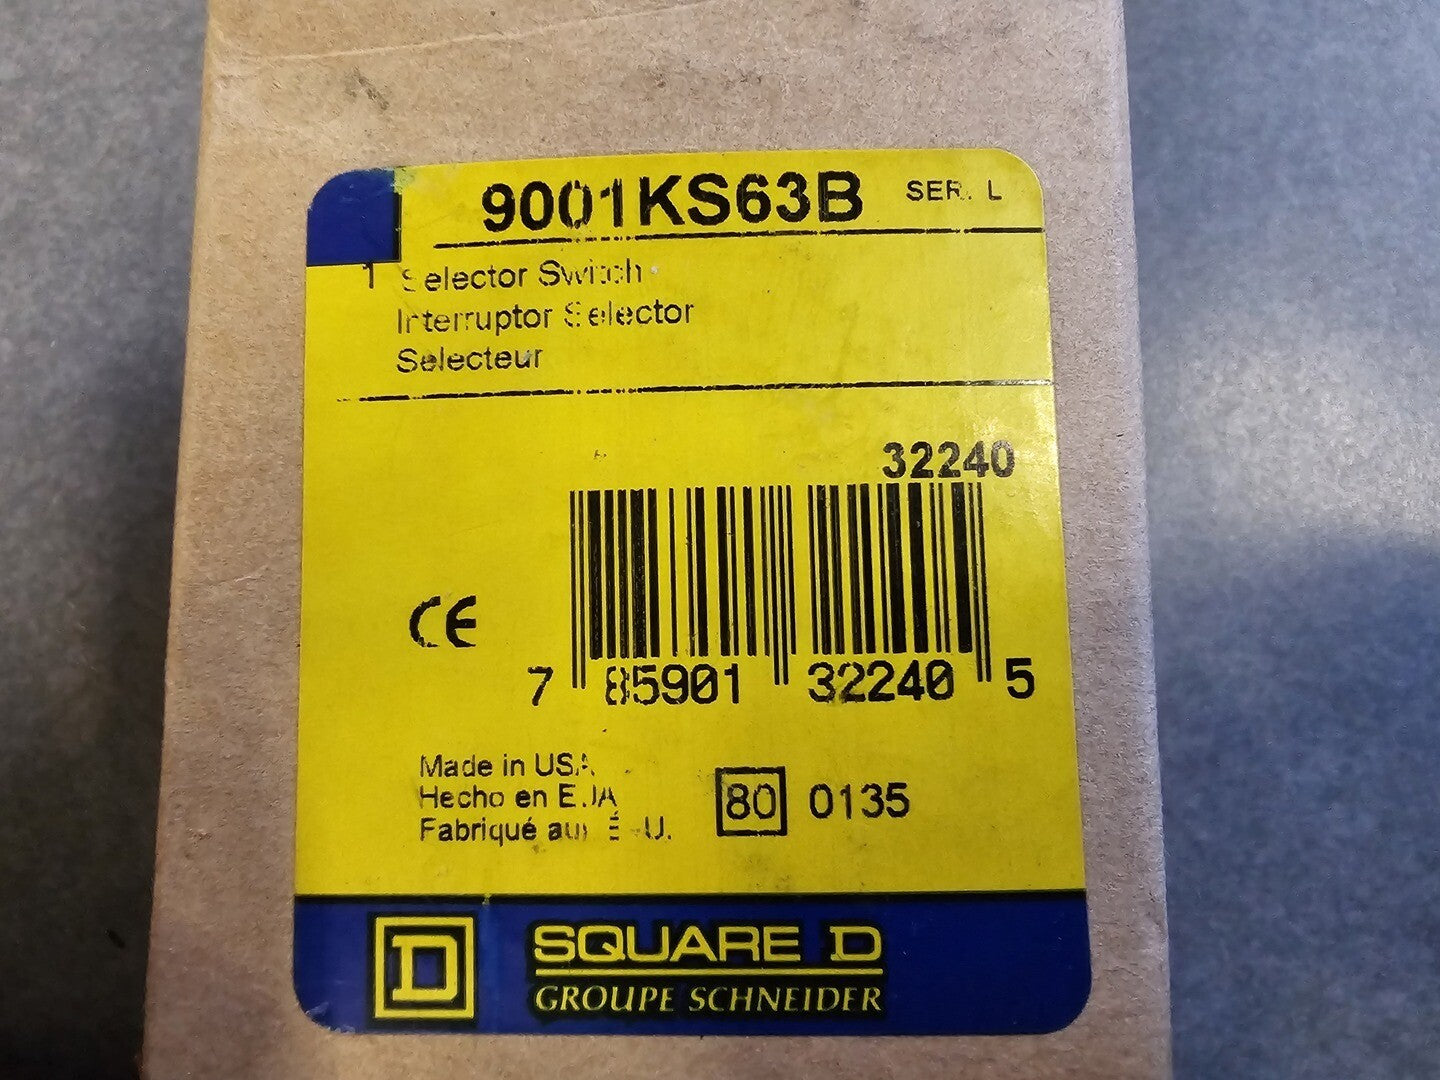 9001KS63B SER. L
1 Selector Switch
Interruptor Selector
Selecteur
32240
CE
7 85901 32240 5
Made in USA
Hecho en EUA
Fabriqué aux É-U.
80 0135
D SQUARE D
GROUPE SCHNEIDER